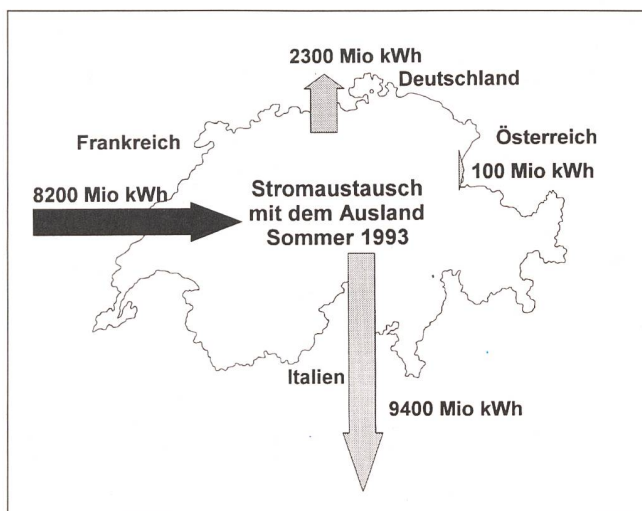 2300 Mio kWh
Deutschland
Frankreich
Österreich
100 Mio kWh
8200 Mio kWh
Stromaustausch
mit dem Ausland
Sommer 1993
Italien
9400 Mio kWh